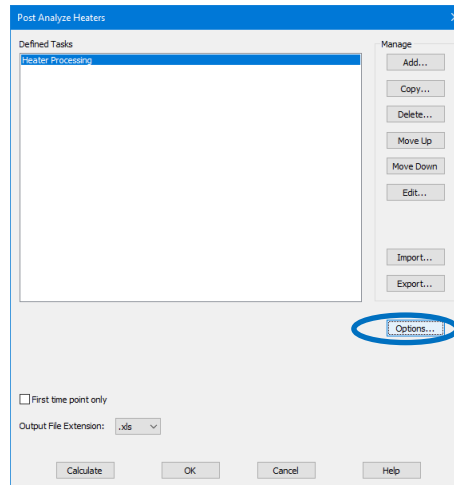 Post Analyze Heaters
Defined Tasks
Heater Processing
Manage
Add...
Copy...
Delete...
Move Up
Move Down
Edit...
Import...
Export...
Options...
First time point only
Output File Extension: .xls
Calculate OK Cancel Help